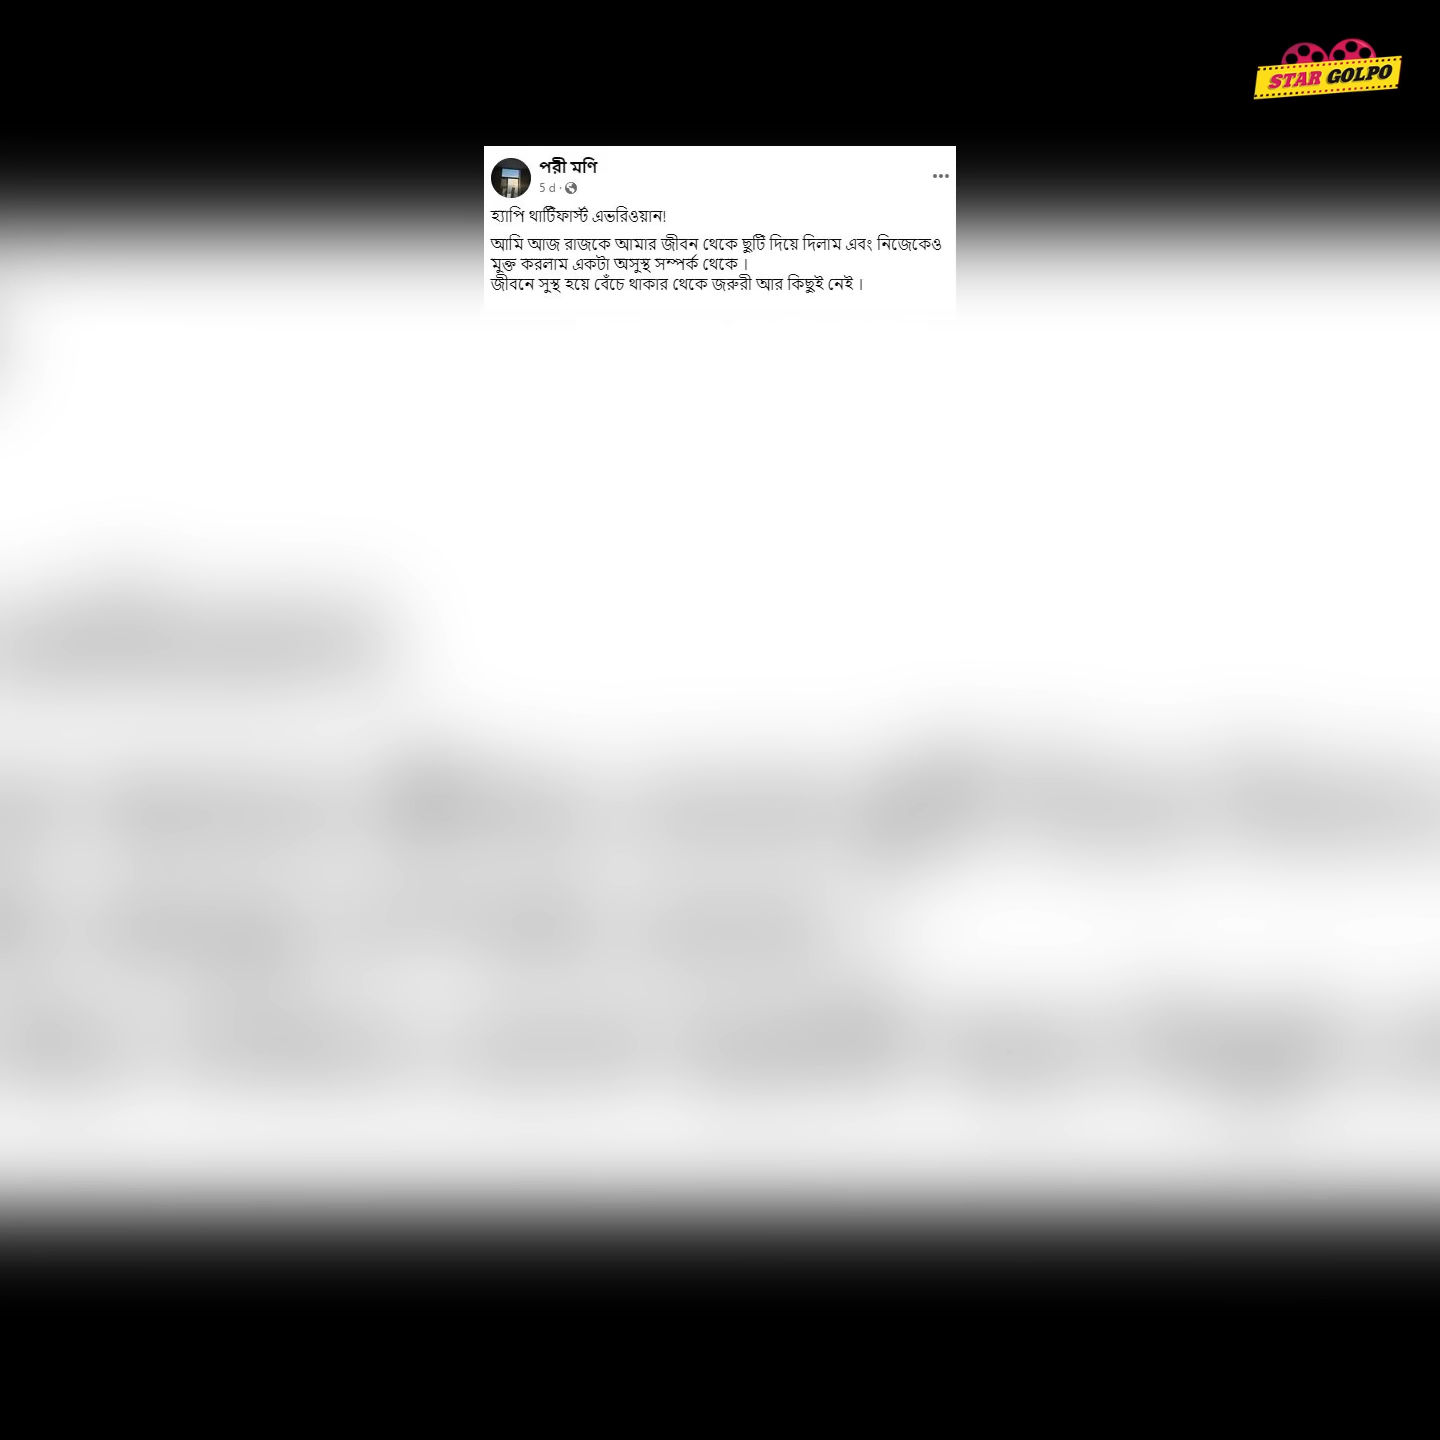 STAR GOLPO
পরী মণি
5 d ·
হ্যাপি থার্টিফার্স্ট এভরিওয়ান!
আমি আজ রাজকে আমার জীবন থেকে ছুটি দিয়ে দিলাম এবং নিজেকেও
মুক্ত করলাম একটা অসুস্থ সম্পর্ক থেকে ।
জীবনে সুস্থ হয়ে বেঁচে থাকার থেকে জরুরী আর কিছুই নেই ।